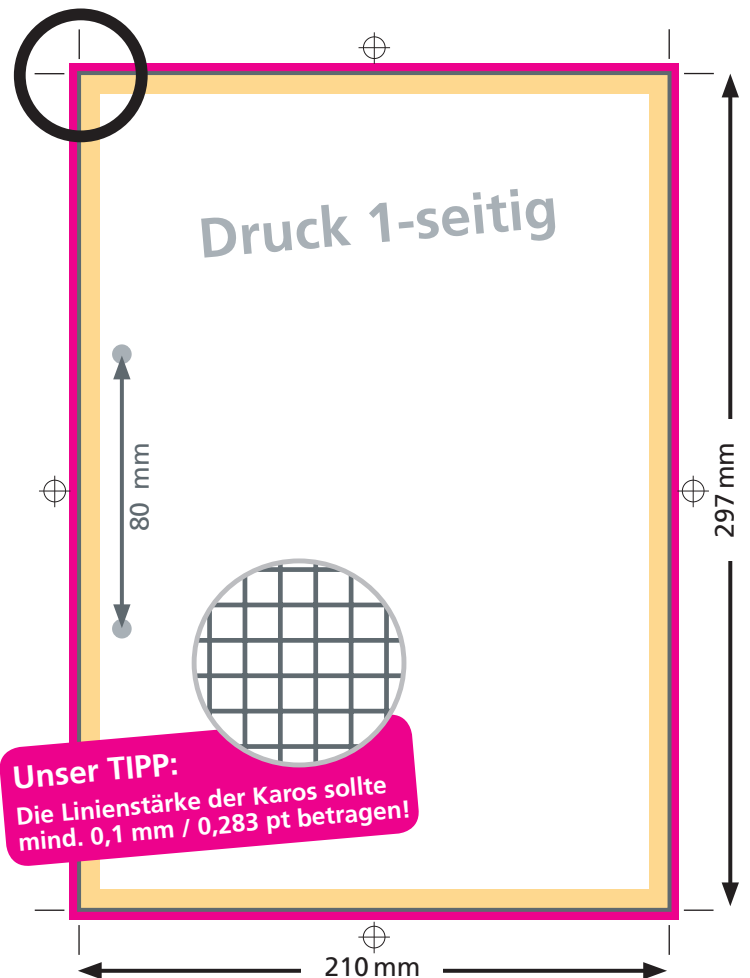 Druck 1-seitig
80 mm
297 mm
Unser TIPP:
Die Linienstärke der Karos sollte
mind. 0,1 mm / 0,283 pt betragen!
210 mm